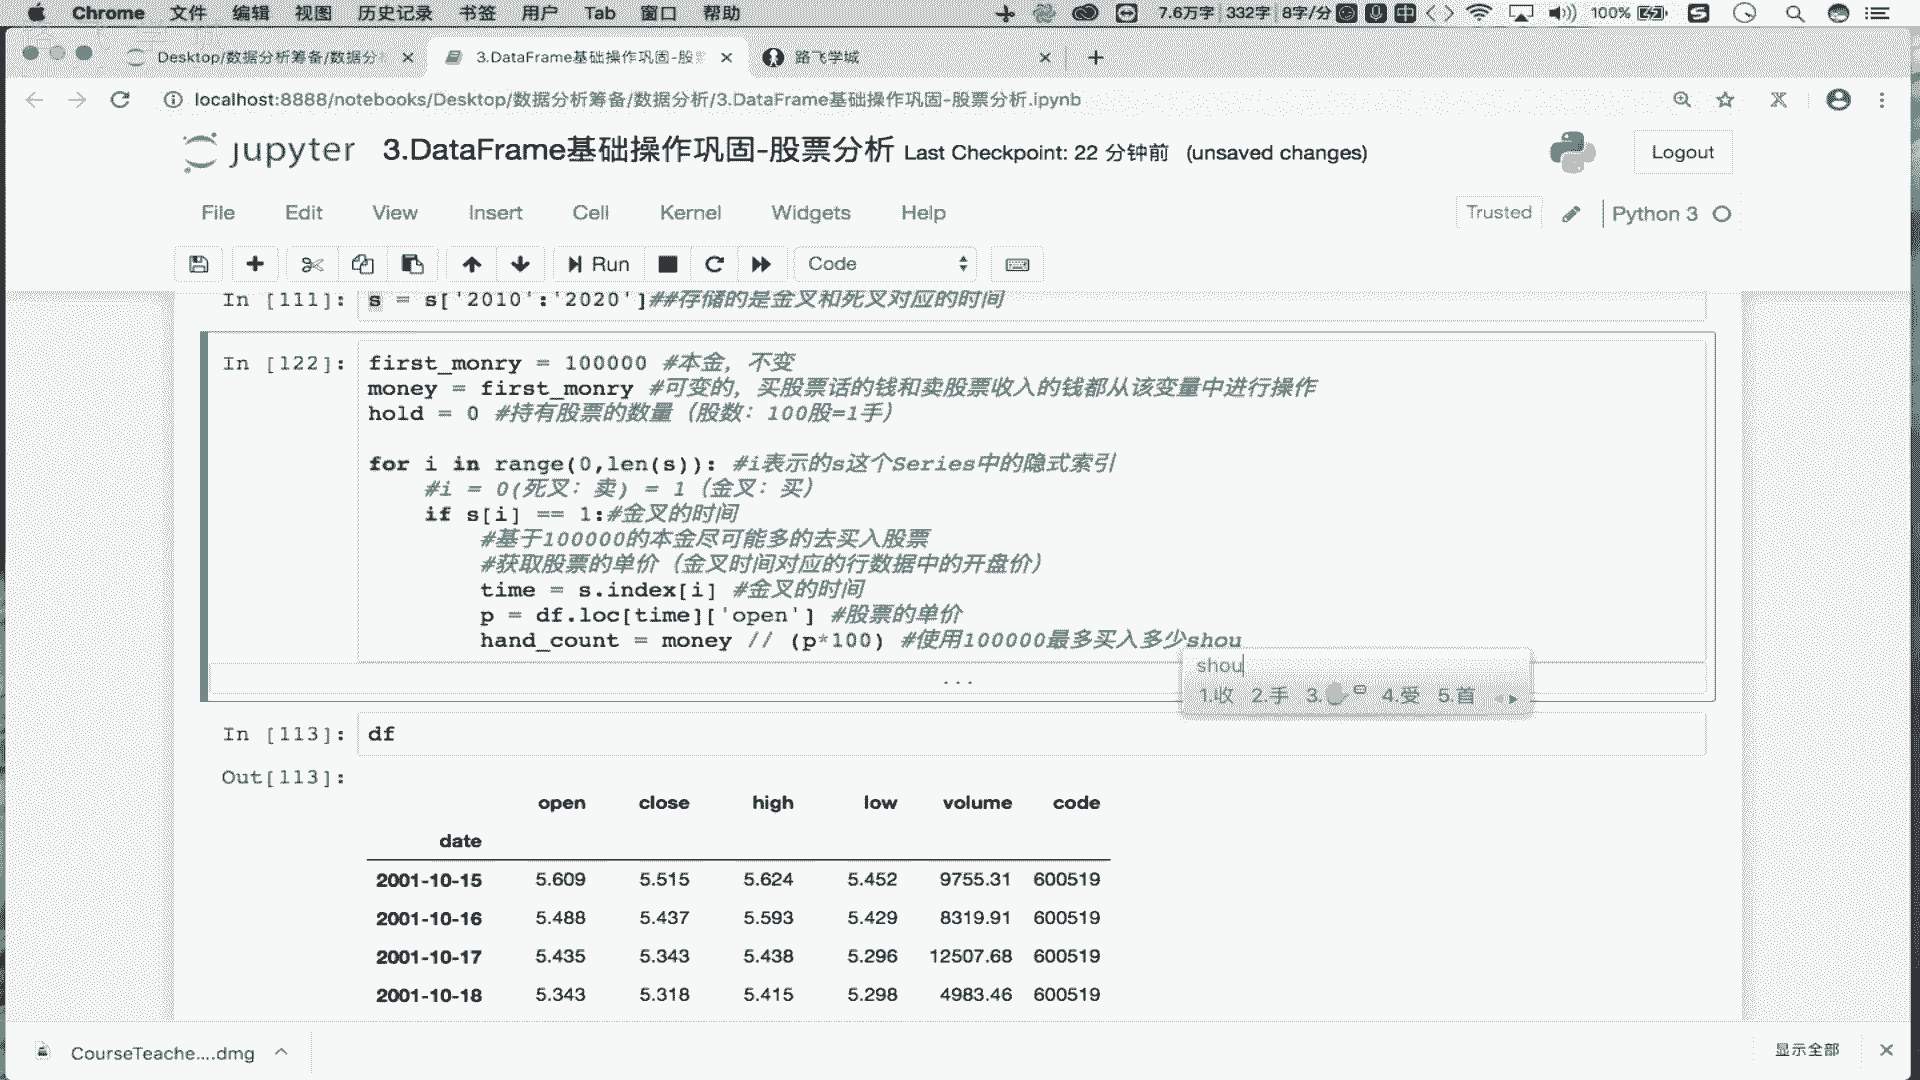 Chrome 文件 编辑 视图 历史记录 书签 用户 Tab 窗口 帮助 7.6万字 332字 8字/分 中 100%
Desktop/数据分析筹备/数据分 3.DataFrame基础操作巩固-股票 路飞学城
localhost:8888/notebooks/Desktop/数据分析筹备/数据分析/3.DataFrame基础操作巩固-股票分析.ipynb
jupyter 3.DataFrame基础操作巩固-股票分析 Last Checkpoint: 22 分钟前 (unsaved changes) Logout
File Edit View Insert Cell Kernel Widgets Help Trusted Python 3
Run Code
In [111]: s = s['2010':'2020']##存储的是金叉和死叉对应的时间
In [122]: first_monry = 100000 #本金，不变
money = first_monry #可变的，买股票话的钱和卖股票收入的钱都从该变量中进行操作
hold = 0 #持有股票的数量（股数：100股=1手）
for i in range(0,len(s)): #i表示的s这个Series中的隐式索引
#i = 0(死叉：卖) = 1（金叉：买）
if s[i] == 1:#金叉的时间
#基于100000的本金尽可能多的去买入股票
#获取股票的单价（金叉时间对应的行数据中的开盘价）
time = s.index[i] #金叉的时间
p = df.loc[time]['open'] #股票的单价
hand_count = money // (p*100) #使用100000最多买入多少shou
shou
1.收 2.手 3. 4.受 5.首
...
In [113]: df
Out[113]:
open close high low volume code
date
2001-10-15 5.609 5.515 5.624 5.452 9755.31 600519
2001-10-16 5.488 5.437 5.593 5.429 8319.91 600519
2001-10-17 5.435 5.343 5.438 5.296 12507.68 600519
2001-10-18 5.343 5.318 5.415 5.298 4983.46 600519
CourseTeache....dmg 显示全部